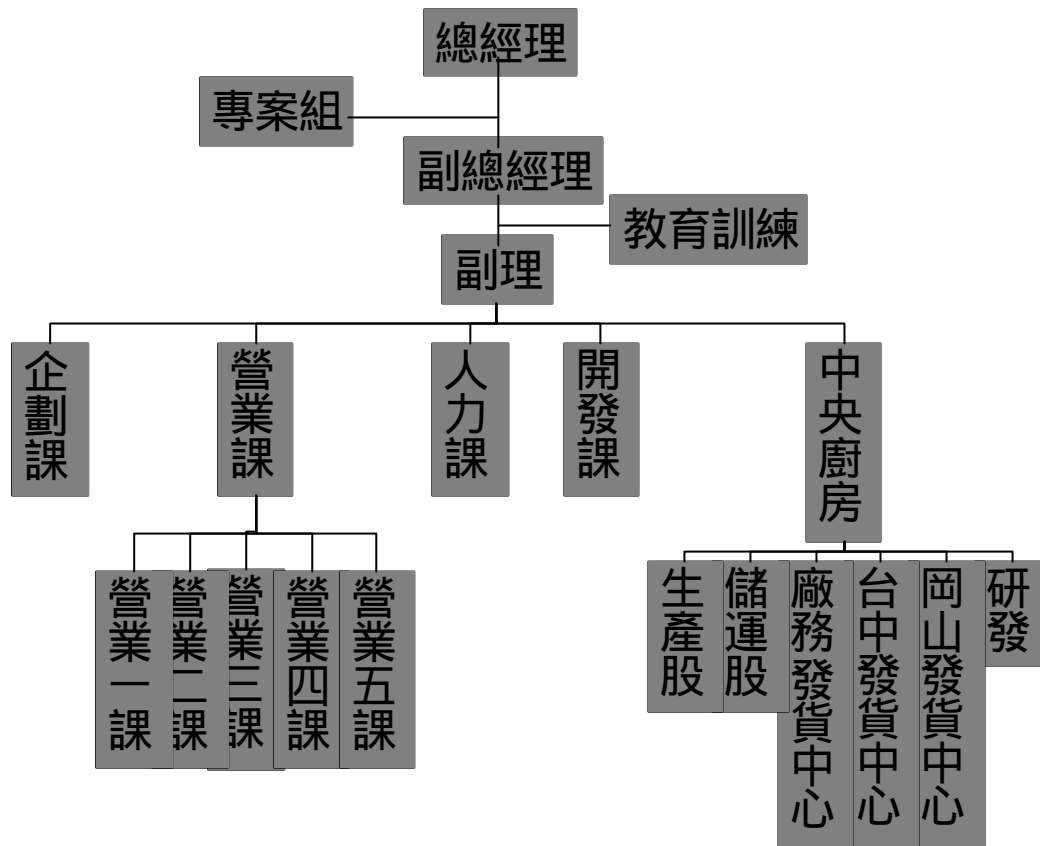 總經理
專案組
副總經理
教育訓練
副理
企劃課
營業課
人力課
開發課
中央廚房
營業一課
營業二課
營業三課
營業四課
營業五課
生產股
儲運股
廠務發貨中心
台中發貨中心
岡山發貨中心
研發